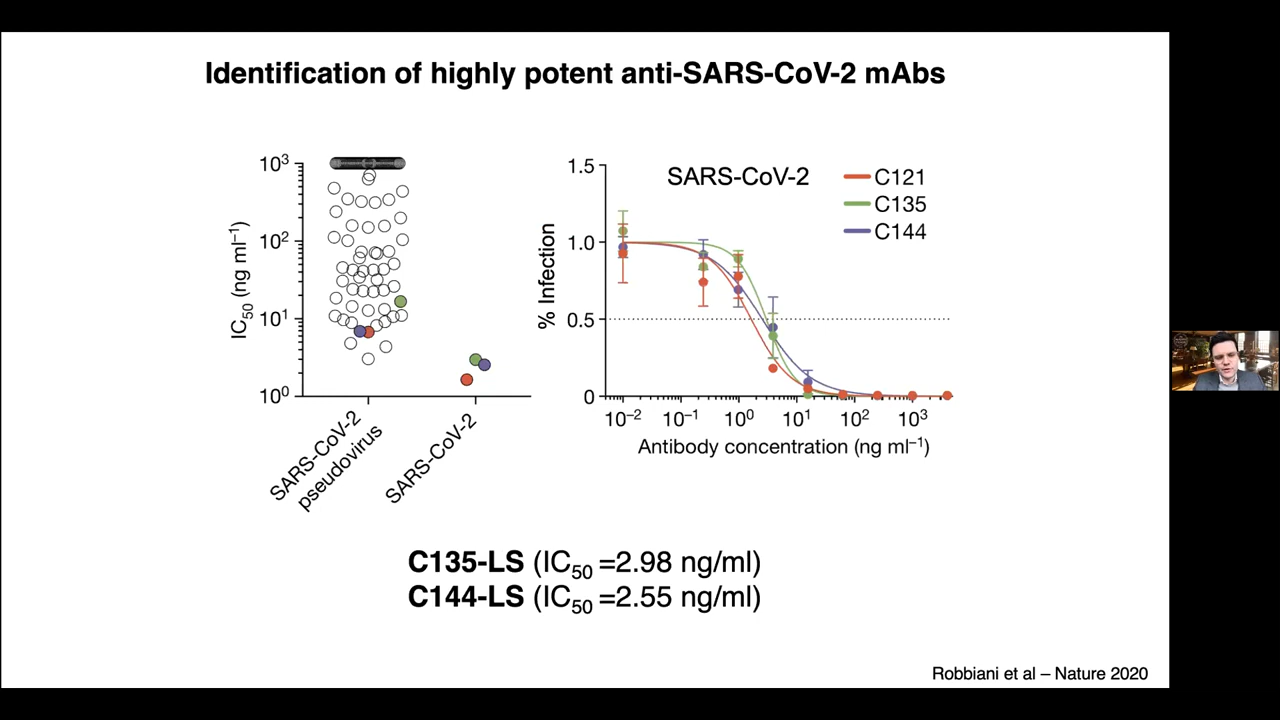 Identification of highly potent anti-SARS-CoV-2 mAbs
IC50 (ng ml–1)
10³
10²
10¹
10⁰
SARS-CoV-2
pseudovirus
SARS-CoV-2
% Infection
1.5
1.0
0.5
0
SARS-CoV-2
C121
C135
C144
10–2
10–1
10⁰
10¹
10²
10³
Antibody concentration (ng ml–1)
C135-LS (IC50 =2.98 ng/ml)
C144-LS (IC50 =2.55 ng/ml)
Robbiani et al – Nature 2020